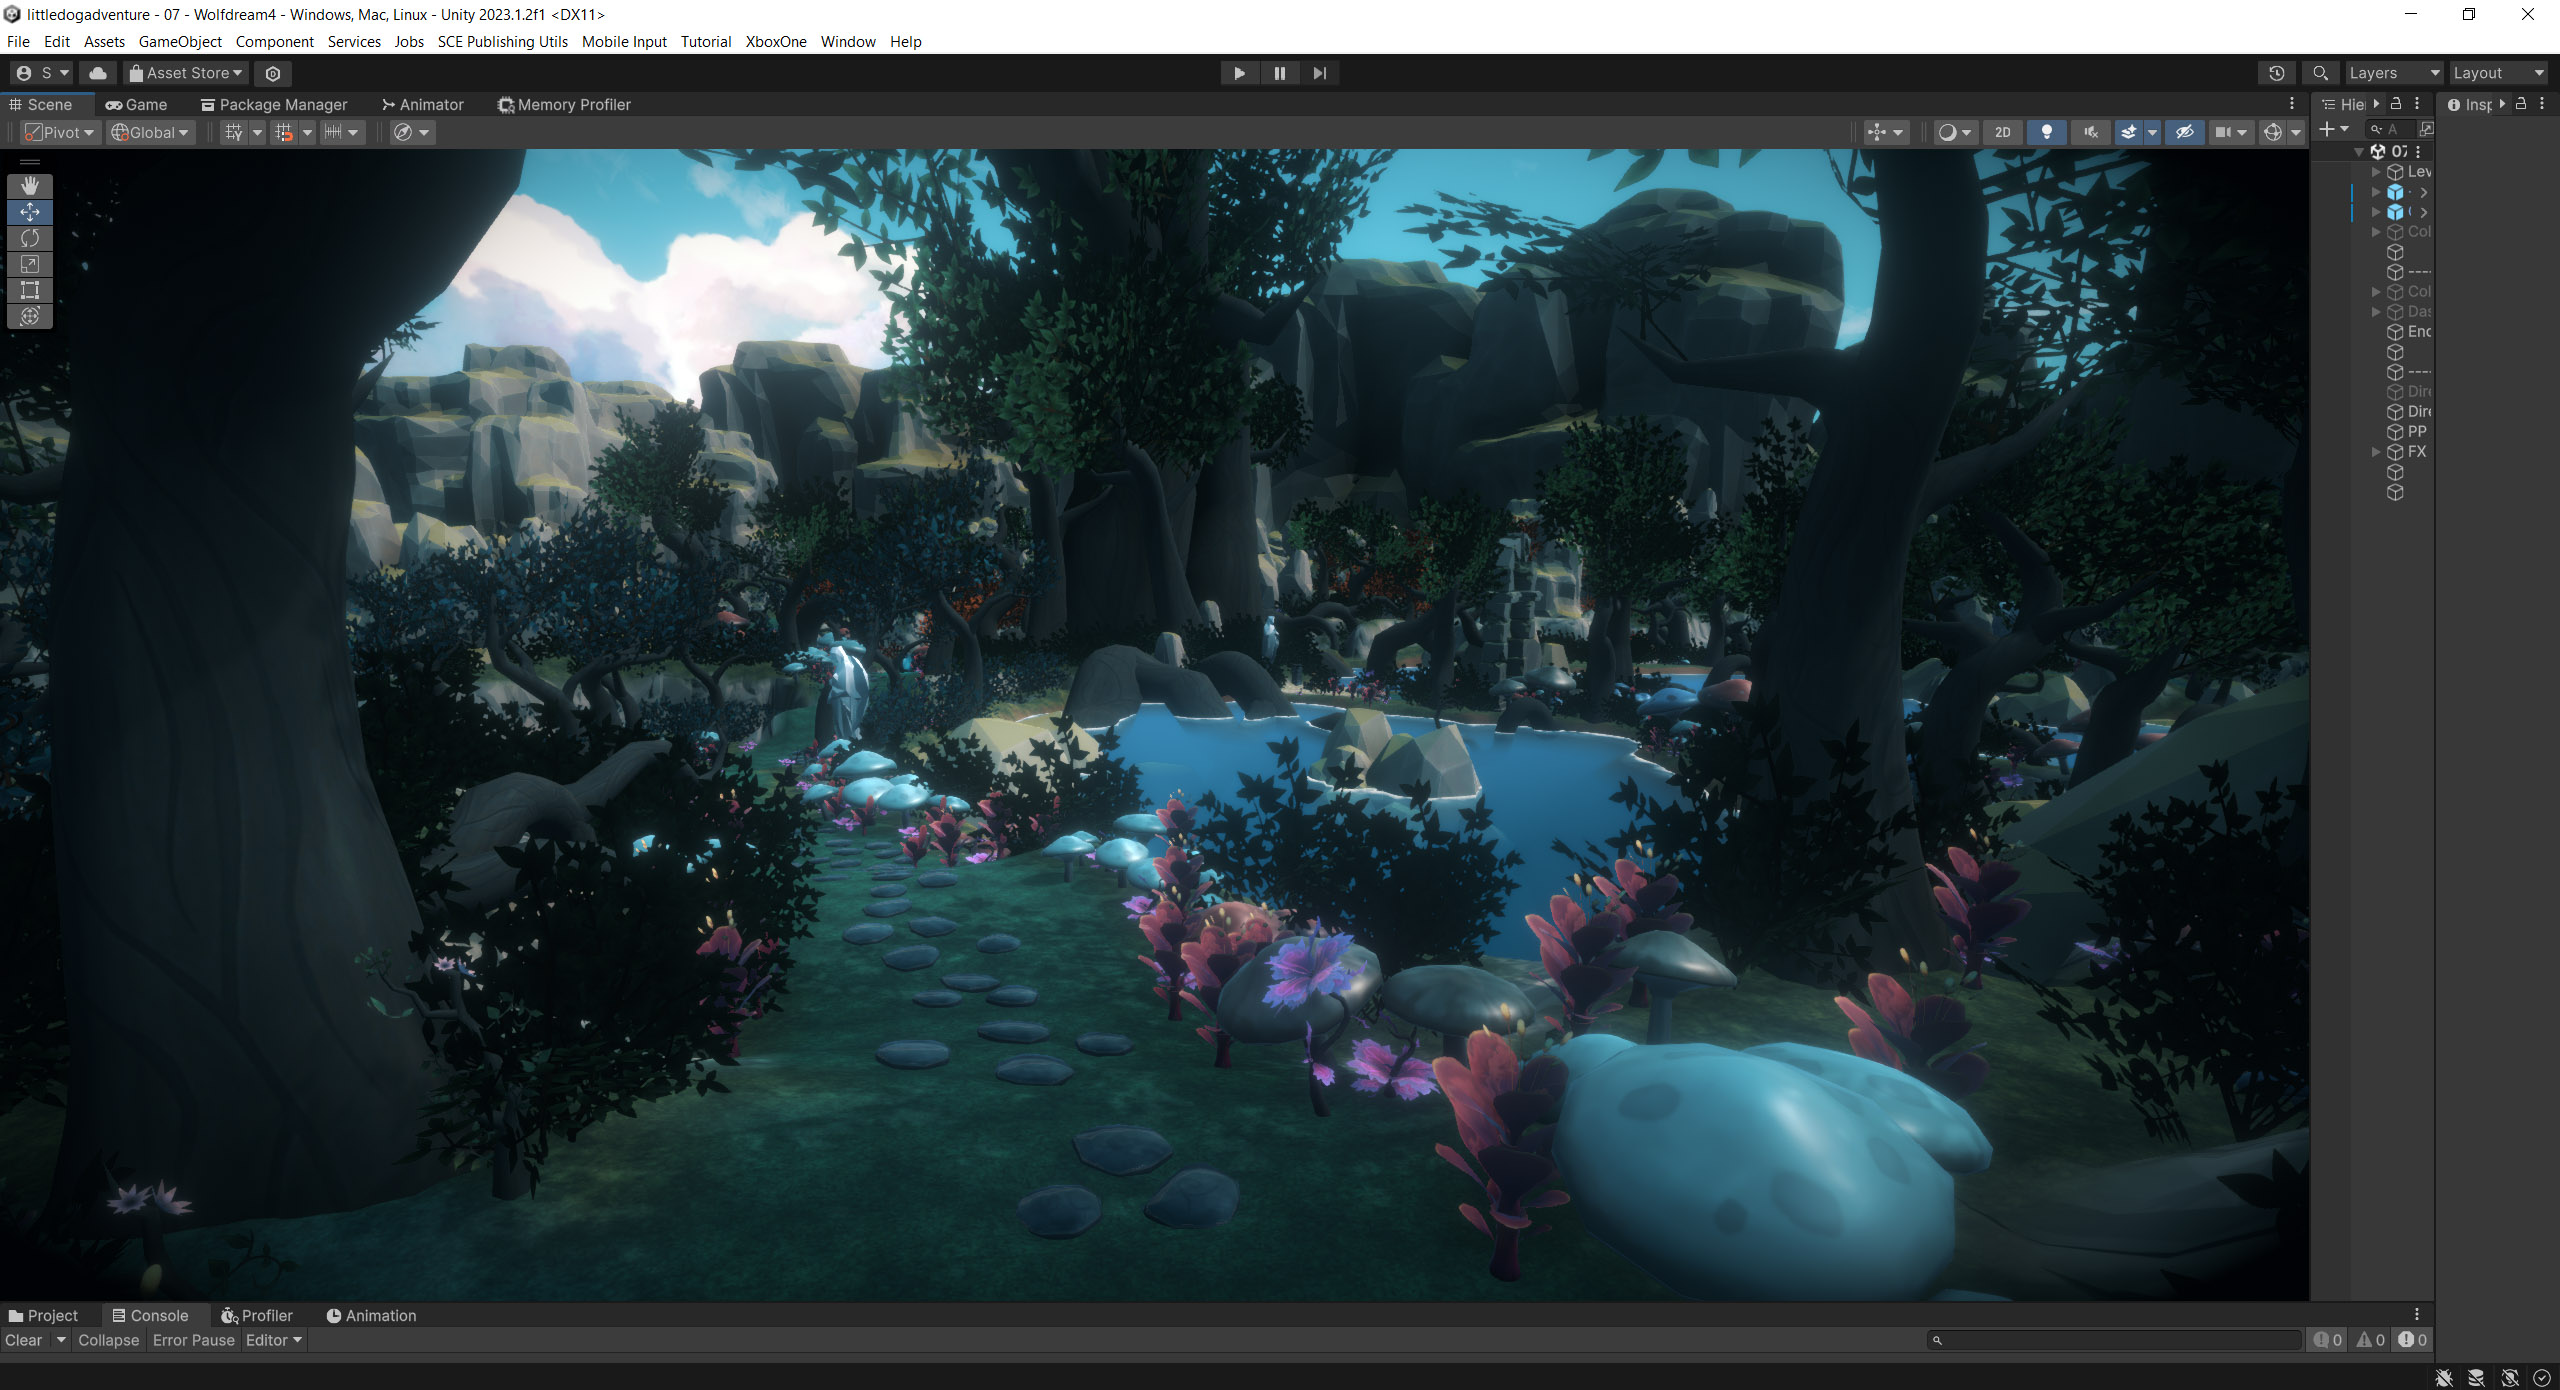 littledogadventure - 07 - Wolfdream4 - Windows, Mac, Linux - Unity 2023.1.2f1 <DX11>
File Edit Assets GameObject Component Services Jobs SCE Publishing Utils Mobile Input Tutorial XboxOne Window Help
S Asset Store Layers Layout
Scene Game Package Manager Animator Memory Profiler Hie Insp
Pivot Global 2D A
07
Lev
Col
----
Col
Das
Enc
----
Dire
Dire
PP
FX
Project Console Profiler Animation
Clear Collapse Error Pause Editor 0 0 0